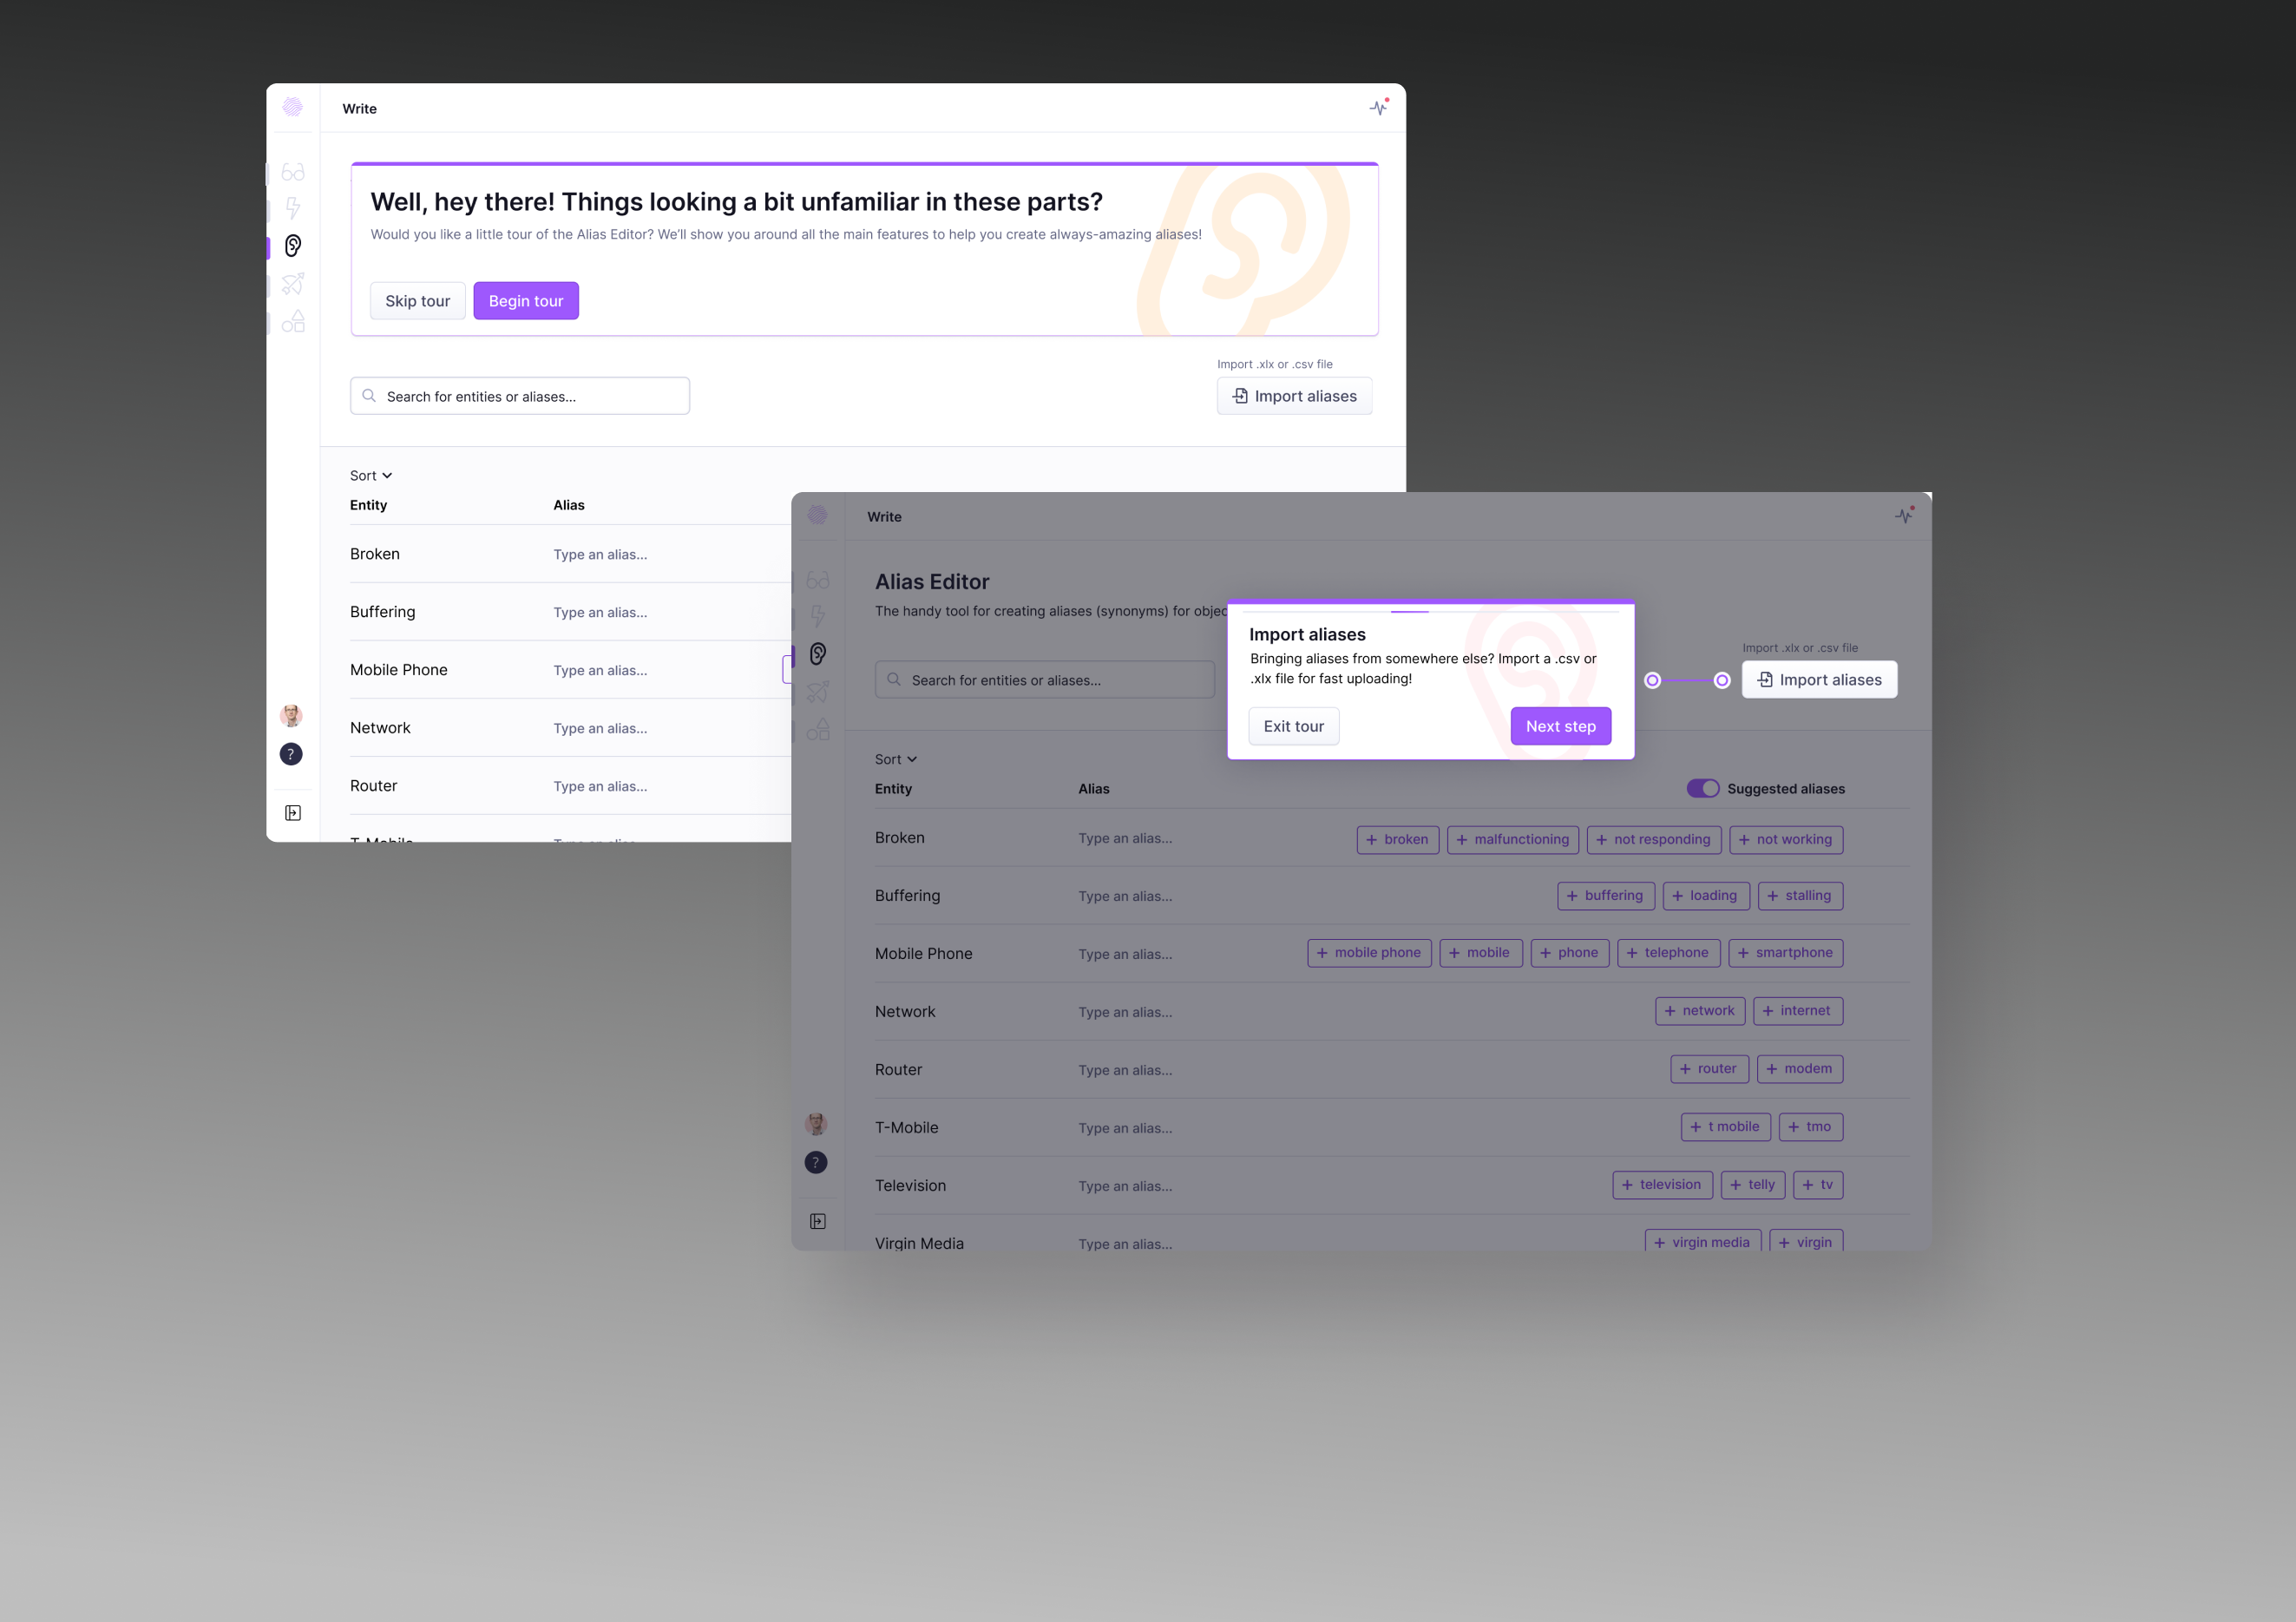 Write
Well, hey there! Things looking a bit unfamiliar in these parts?
Would you like a little tour of the Alias Editor? We'll show you around all the main features to help you create always-amazing aliases!
Skip tour
Begin tour
Import .xlx or .csv file
Search for entities or aliases...
Import aliases
Sort
Entity Alias
Broken Type an alias...
Buffering Type an alias...
Mobile Phone Type an alias...
Network Type an alias...
Router Type an alias...
T-Mobile Type an alias...
?
Write
Alias Editor
The handy tool for creating aliases (synonyms) for objec
Import aliases
Bringing aliases from somewhere else? Import a .csv or
.xlx file for fast uploading!
Exit tour
Next step
Import .xlx or .csv file
Search for entities or aliases...
Import aliases
Sort
Entity Alias Suggested aliases
Broken Type an alias... + broken + malfunctioning + not responding + not working
Buffering Type an alias... + buffering + loading + stalling
Mobile Phone Type an alias... + mobile phone + mobile + phone + telephone + smartphone
Network Type an alias... + network + internet
Router Type an alias... + router + modem
T-Mobile Type an alias... + t mobile + tmo
Television Type an alias... + television + telly + tv
Virgin Media Type an alias... + virgin media + virgin
?